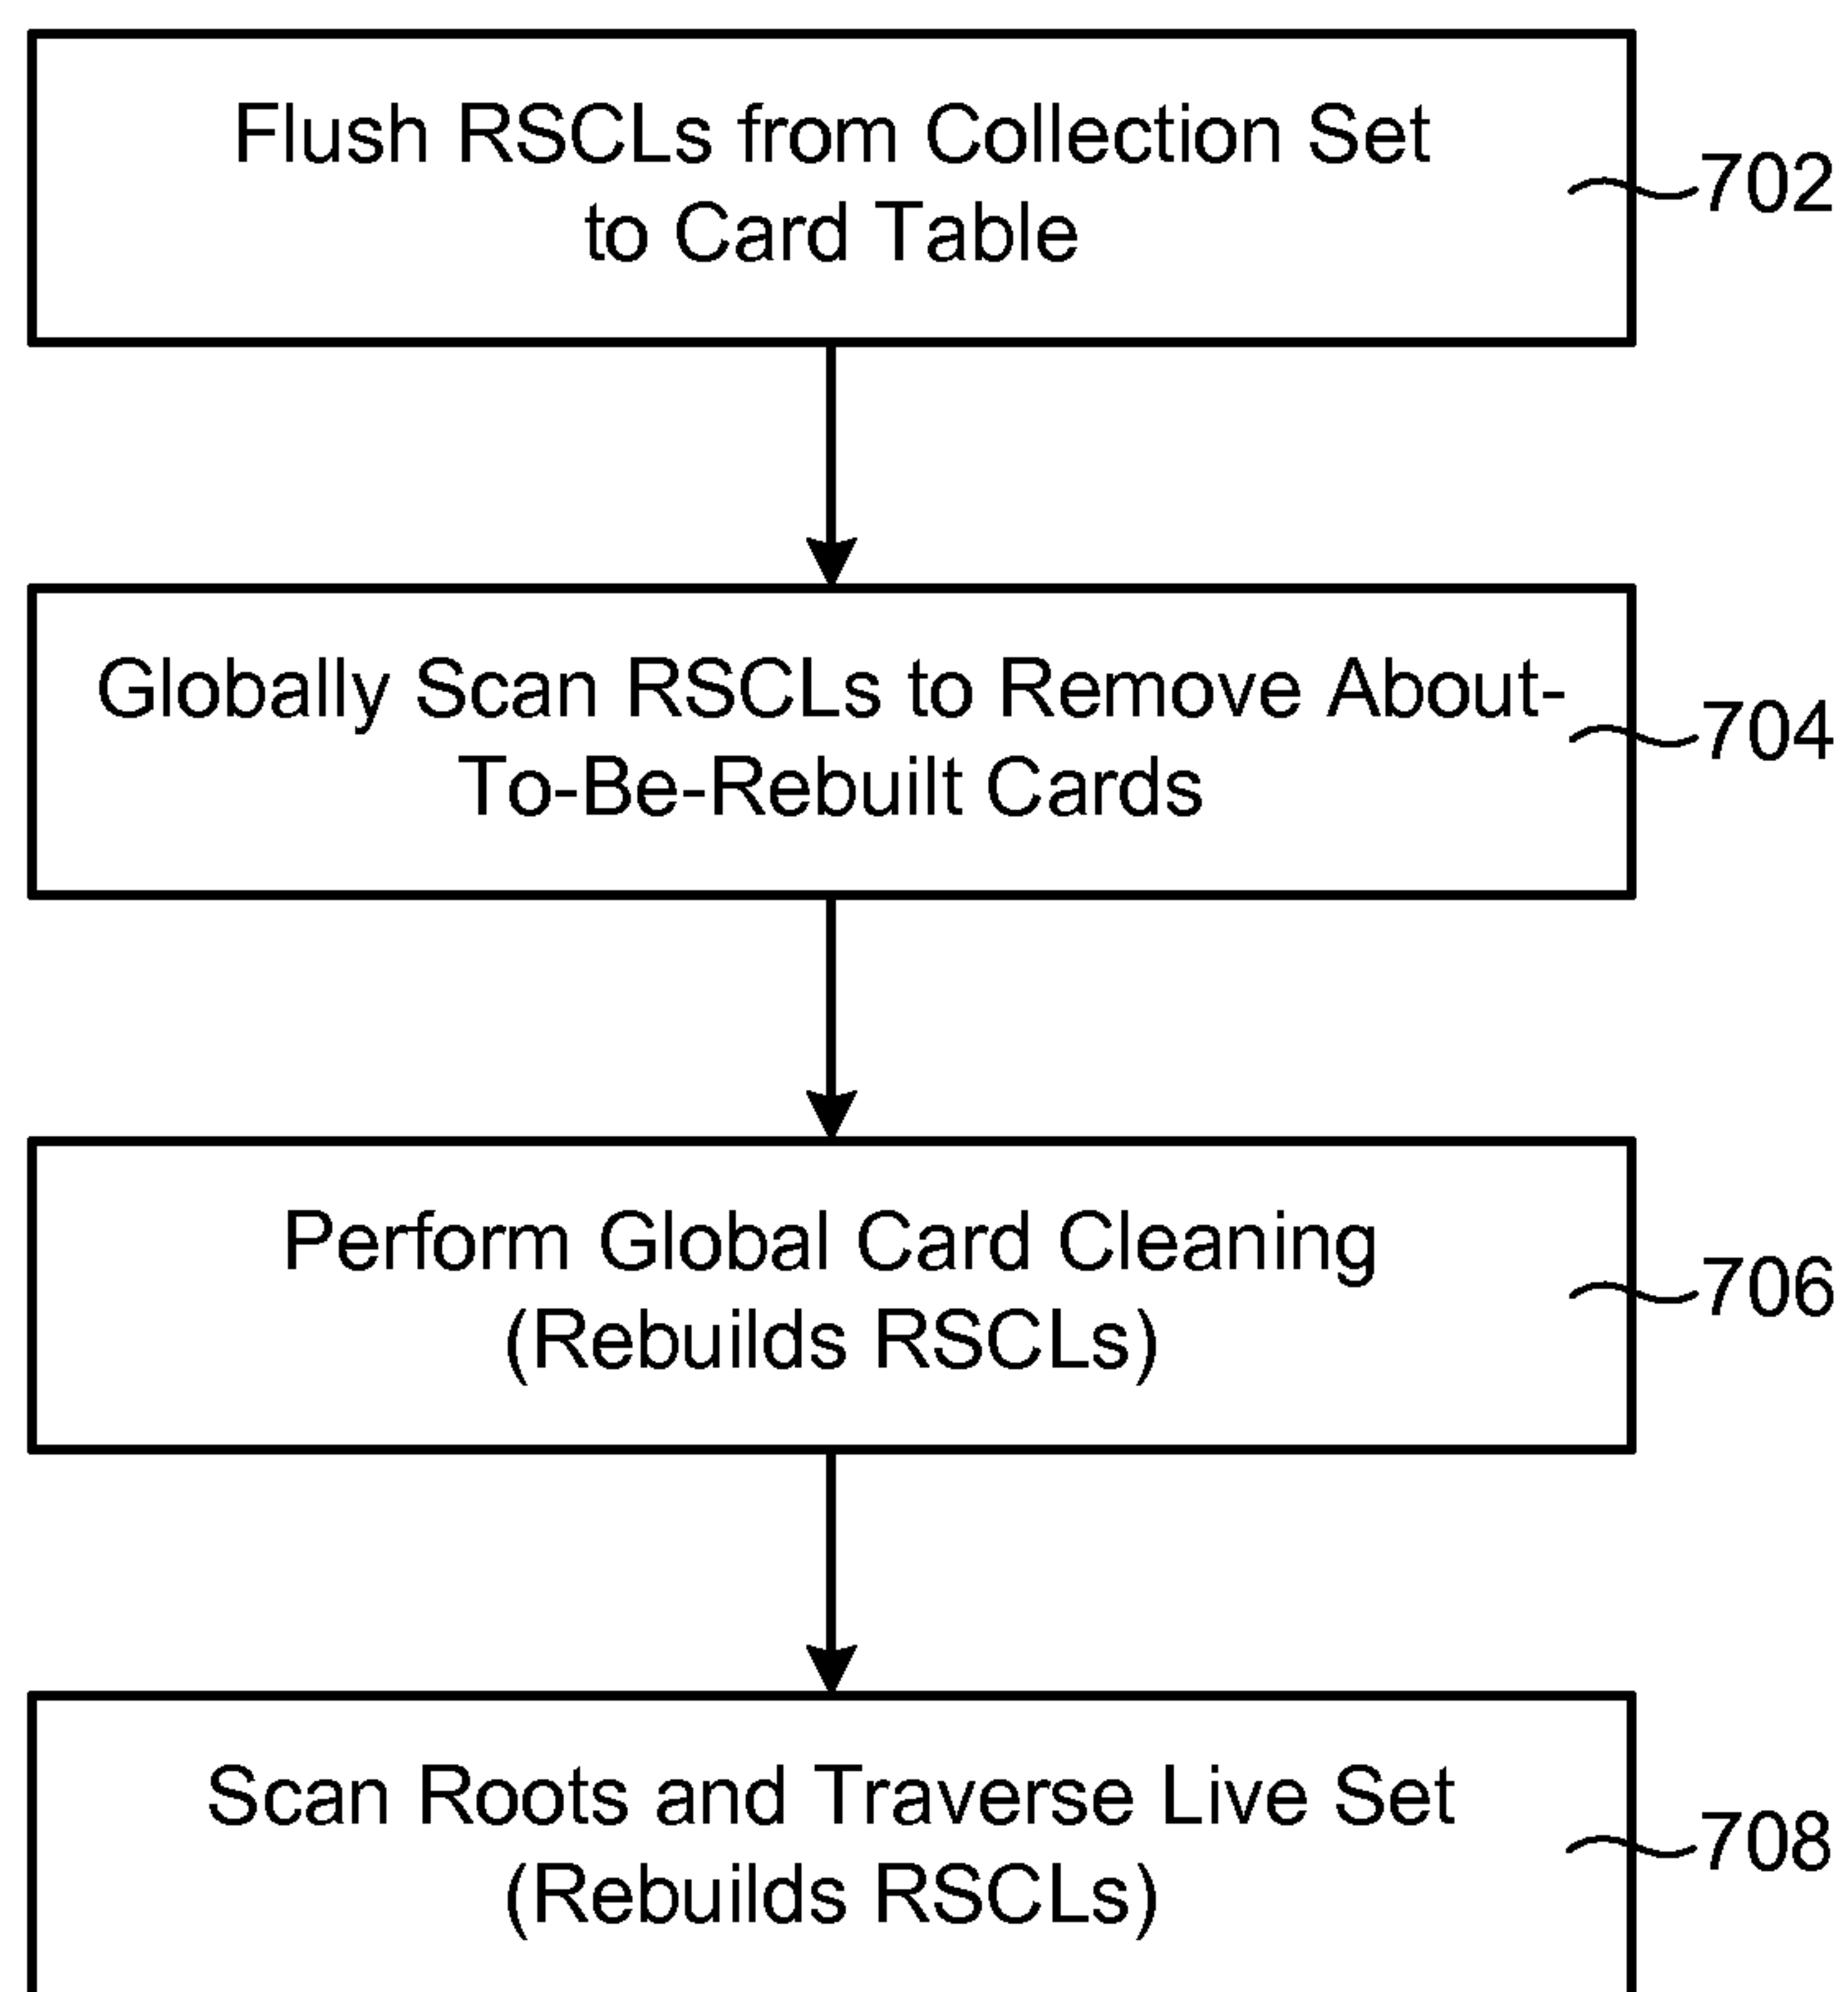 Flush RSCLs from Collection Set
to Card Table
702
Globally Scan RSCLs to Remove About-
To-Be-Rebuilt Cards
704
Perform Global Card Cleaning
(Rebuilds RSCLs)
706
Scan Roots and Traverse Live Set
(Rebuilds RSCLs)
708